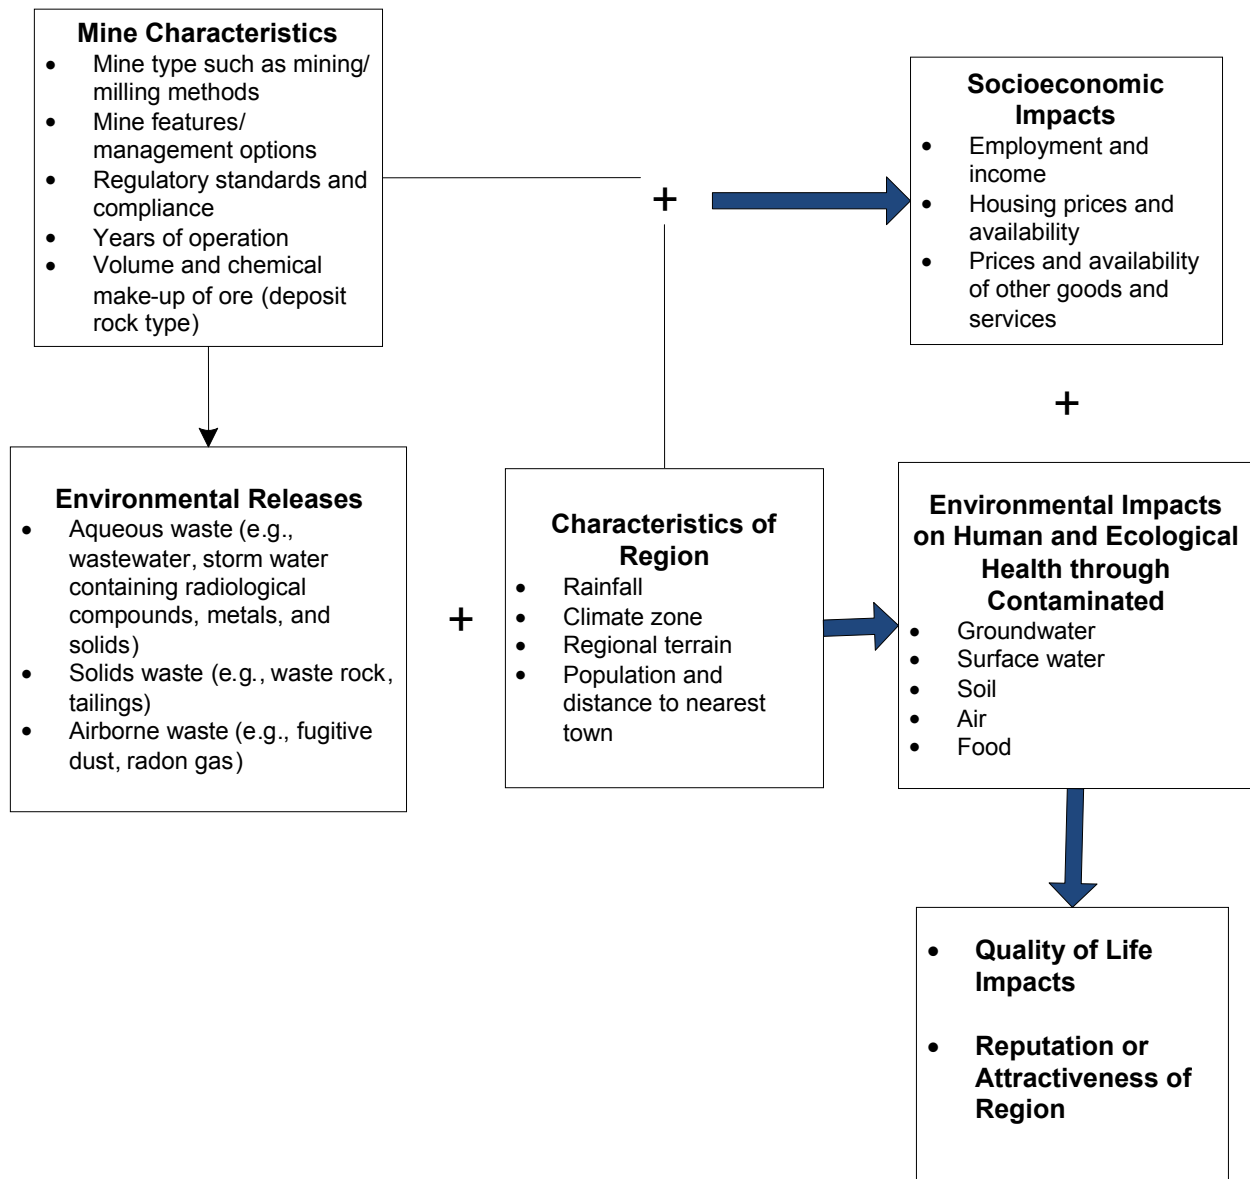 Mine Characteristics
• Mine type such as mining/
milling methods
• Mine features/
management options
• Regulatory standards and
compliance
• Years of operation
• Volume and chemical
make-up of ore (deposit
rock type)
+
Socioeconomic
Impacts
• Employment and
income
• Housing prices and
availability
• Prices and availability
of other goods and
services
+
Environmental Releases
• Aqueous waste (e.g.,
wastewater, storm water
containing radiological
compounds, metals, and
solids)
• Solids waste (e.g., waste rock,
tailings)
• Airborne waste (e.g., fugitive
dust, radon gas)
+
Characteristics of
Region
• Rainfall
• Climate zone
• Regional terrain
• Population and
distance to nearest
town
Environmental Impacts
on Human and Ecological
Health through
Contaminated
• Groundwater
• Surface water
• Soil
• Air
• Food
• Quality of Life
Impacts
• Reputation or
Attractiveness of
Region